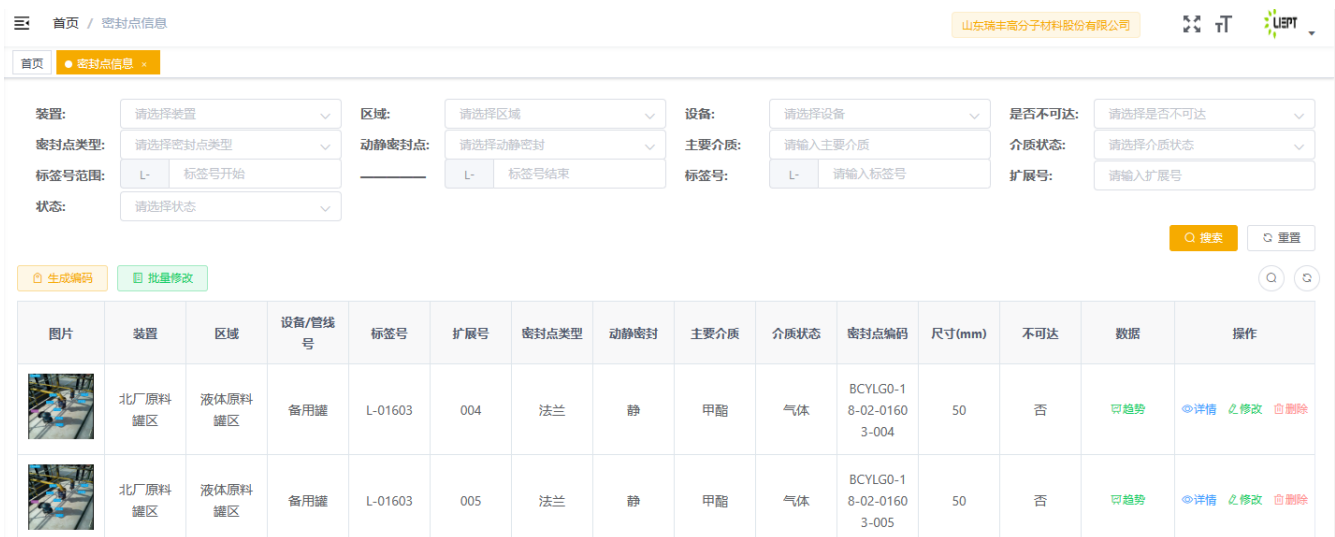 首页 / 密封点信息
山东瑞丰高分子材料股份有限公司
LIEPT
首页
密封点信息 ×
装置: 请选择装置 区域: 请选择区域 设备: 请选择设备 是否不可达: 请选择是否不可达
密封点类型: 请选择密封点类型 动静密封点: 请选择动静密封 主要介质: 请输入主要介质 介质状态: 请选择介质状态
标签号范围: L- 标签号开始 L- 标签号结束 标签号: L- 请输入标签号 扩展号: 请输入扩展号
状态: 请选择状态
搜索 重置
生成编码 批量修改
图片 装置 区域 设备/管线号 标签号 扩展号 密封点类型 动静密封 主要介质 介质状态 密封点编码 尺寸(mm) 不可达 数据 操作
北厂原料罐区 液体原料罐区 备用罐 L-01603 004 法兰 静 甲酯 气体 BCYLG0-18-02-01603-004 50 否 趋势 详情 修改 删除
北厂原料罐区 液体原料罐区 备用罐 L-01603 005 法兰 静 甲酯 气体 BCYLG0-18-02-01603-005 50 否 趋势 详情 修改 删除